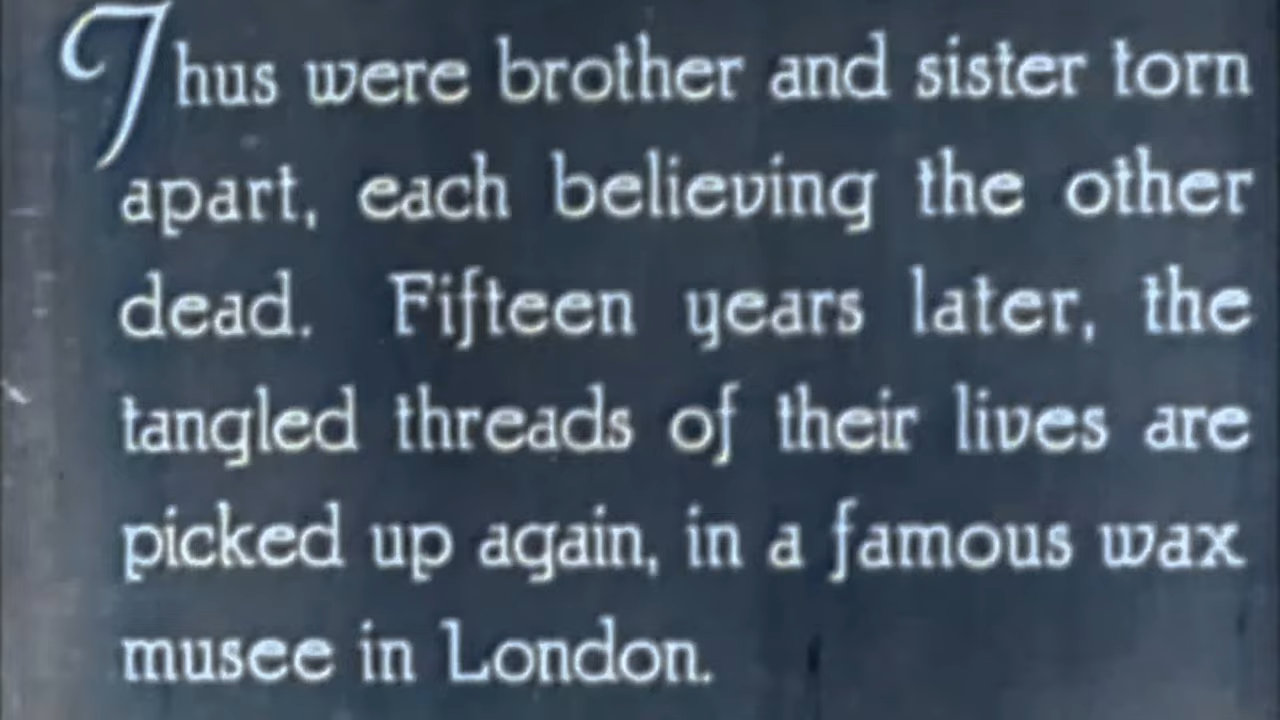 Thus were brother and sister torn
apart, each believing the other
dead. Fifteen years later, the
tangled threads of their lives are
picked up again, in a famous wax
musee in London.